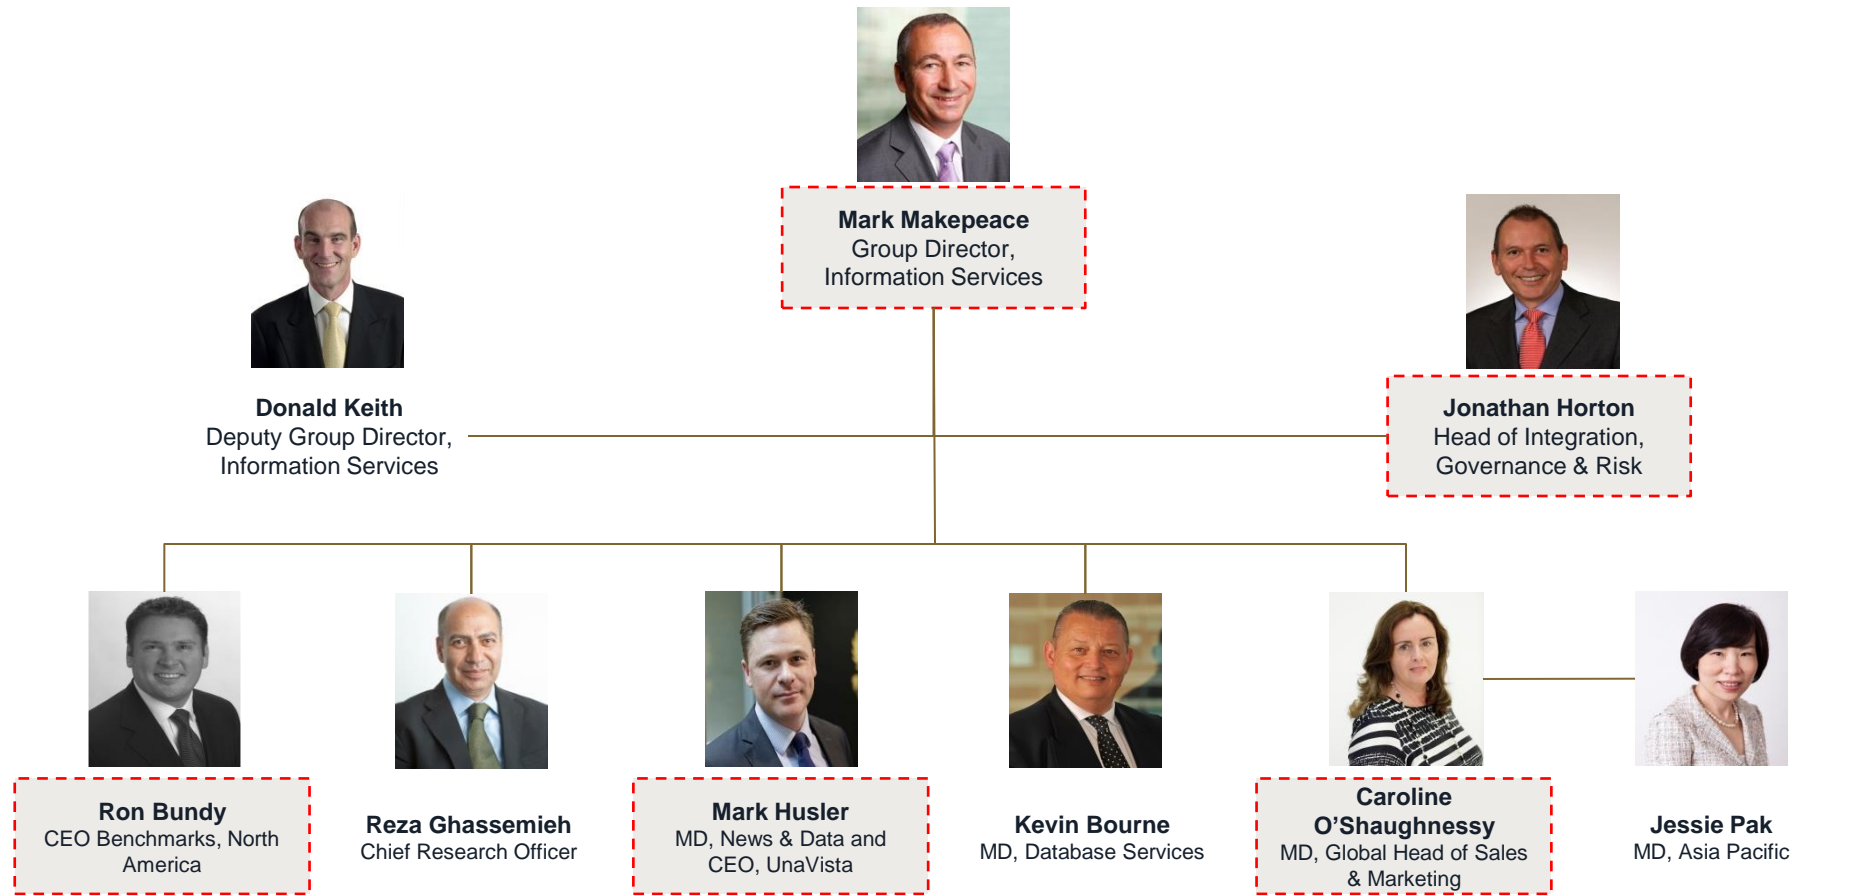 Mark Makepeace
Group Director,
Information Services
Donald Keith
Deputy Group Director,
Information Services
Jonathan Horton
Head of Integration,
Governance & Risk
Ron Bundy
CEO Benchmarks, North
America
Reza Ghassemieh
Chief Research Officer
Mark Husler
MD, News & Data and
CEO, UnaVista
Kevin Bourne
MD, Database Services
Caroline
O’Shaughnessy
MD, Global Head of Sales
& Marketing
Jessie Pak
MD, Asia Pacific